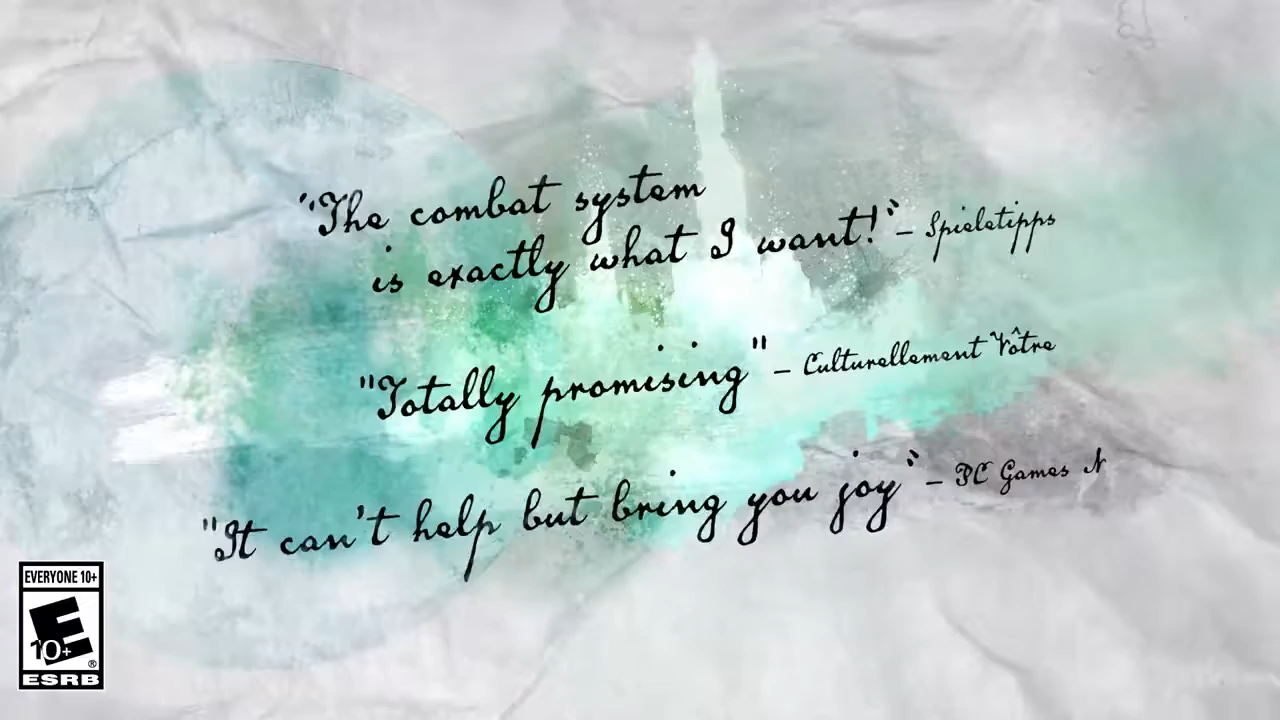 "The combat system
is exactly what I want!" – Spieletipps
"Totally promising" – Culturellement Vôtre
"It can't help but bring you joy" – PC Games N
EVERYONE 10+
E
10+
®
ESRB